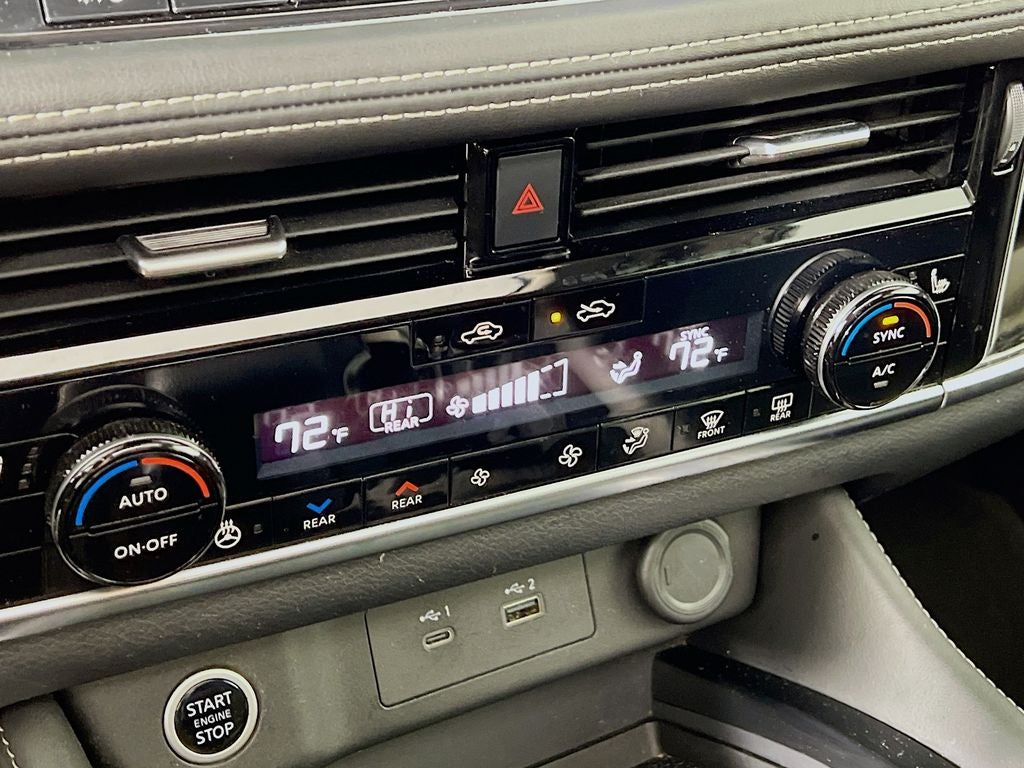 SYNC
72°F
Hi
REAR
72°F
SYNC
A/C
AUTO
ON·OFF
REAR
REAR
FRONT
REAR
1
2
START
ENGINE
STOP